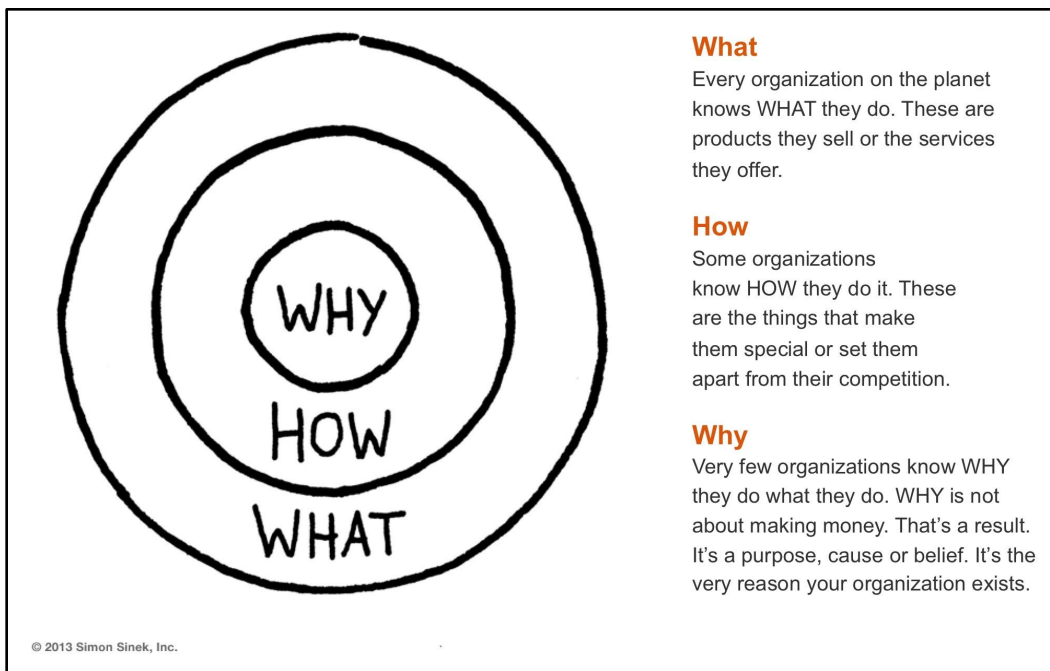 WHY
HOW
WHAT
What
Every organization on the planet
knows WHAT they do. These are
products they sell or the services
they offer.
How
Some organizations
know HOW they do it. These
are the things that make
them special or set them
apart from their competition.
Why
Very few organizations know WHY
they do what they do. WHY is not
about making money. That’s a result.
It’s a purpose, cause or belief. It’s the
very reason your organization exists.
© 2013 Simon Sinek, Inc.